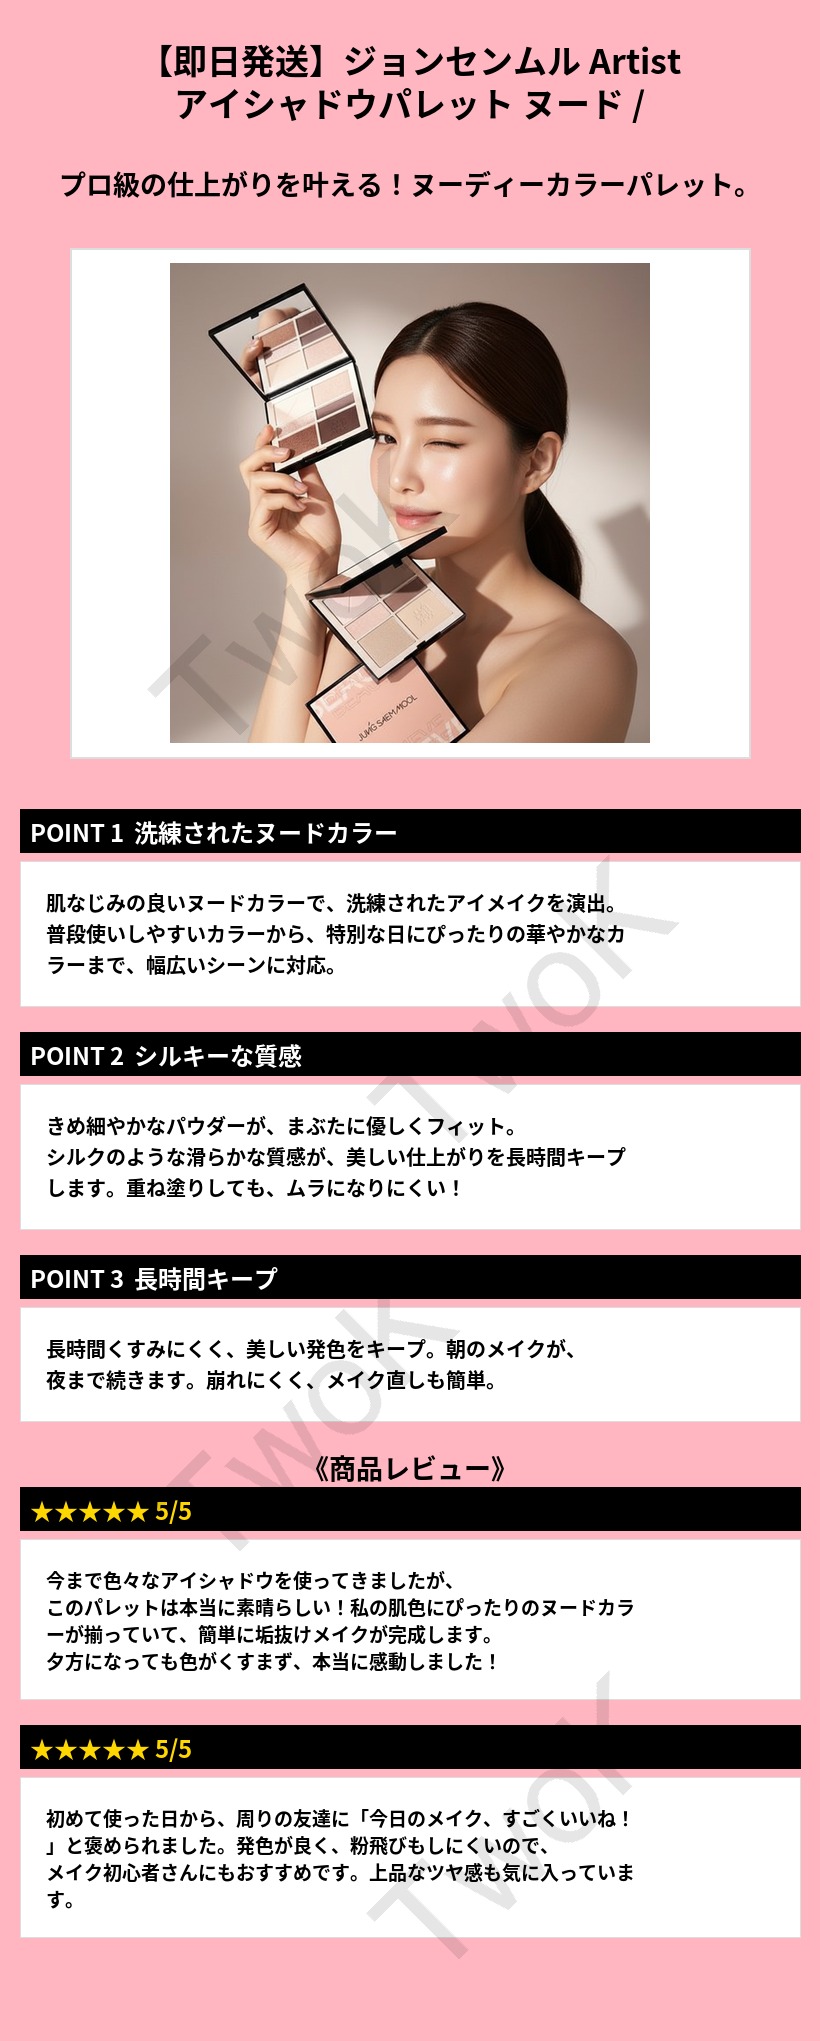 【即日発送】ジョンセンムル Artist
アイシャドウパレット ヌード /
プロ級の仕上がりを叶える！ヌーディーカラーパレット。
JUNG SAEM MOOL
TwoK
POINT 1 洗練されたヌードカラー
肌なじみの良いヌードカラーで、洗練されたアイメイクを演出。
普段使いしやすいカラーから、特別な日にぴったりの華やかなカ
ラーまで、幅広いシーンに対応。
TwoK
POINT 2 シルキーな質感
きめ細やかなパウダーが、まぶたに優しくフィット。
シルクのような滑らかな質感が、美しい仕上がりを長時間キープ
します。重ね塗りしても、ムラになりにくい！
POINT 3 長時間キープ
長時間くすみにくく、美しい発色をキープ。朝のメイクが、
夜まで続きます。崩れにくく、メイク直しも簡単。
TwoK
《商品レビュー》
★★★★★ 5/5
今まで色々なアイシャドウを使ってきましたが、
このパレットは本当に素晴らしい！私の肌色にぴったりのヌードカラ
ーが揃っていて、簡単に垢抜けメイクが完成します。
夕方になっても色がくすまず、本当に感動しました！
★★★★★ 5/5
初めて使った日から、周りの友達に「今日のメイク、すごくいいね！
」と褒められました。発色が良く、粉飛びもしにくいので、
メイク初心者さんにもおすすめです。上品なツヤ感も気に入っていま
す。
TwoK